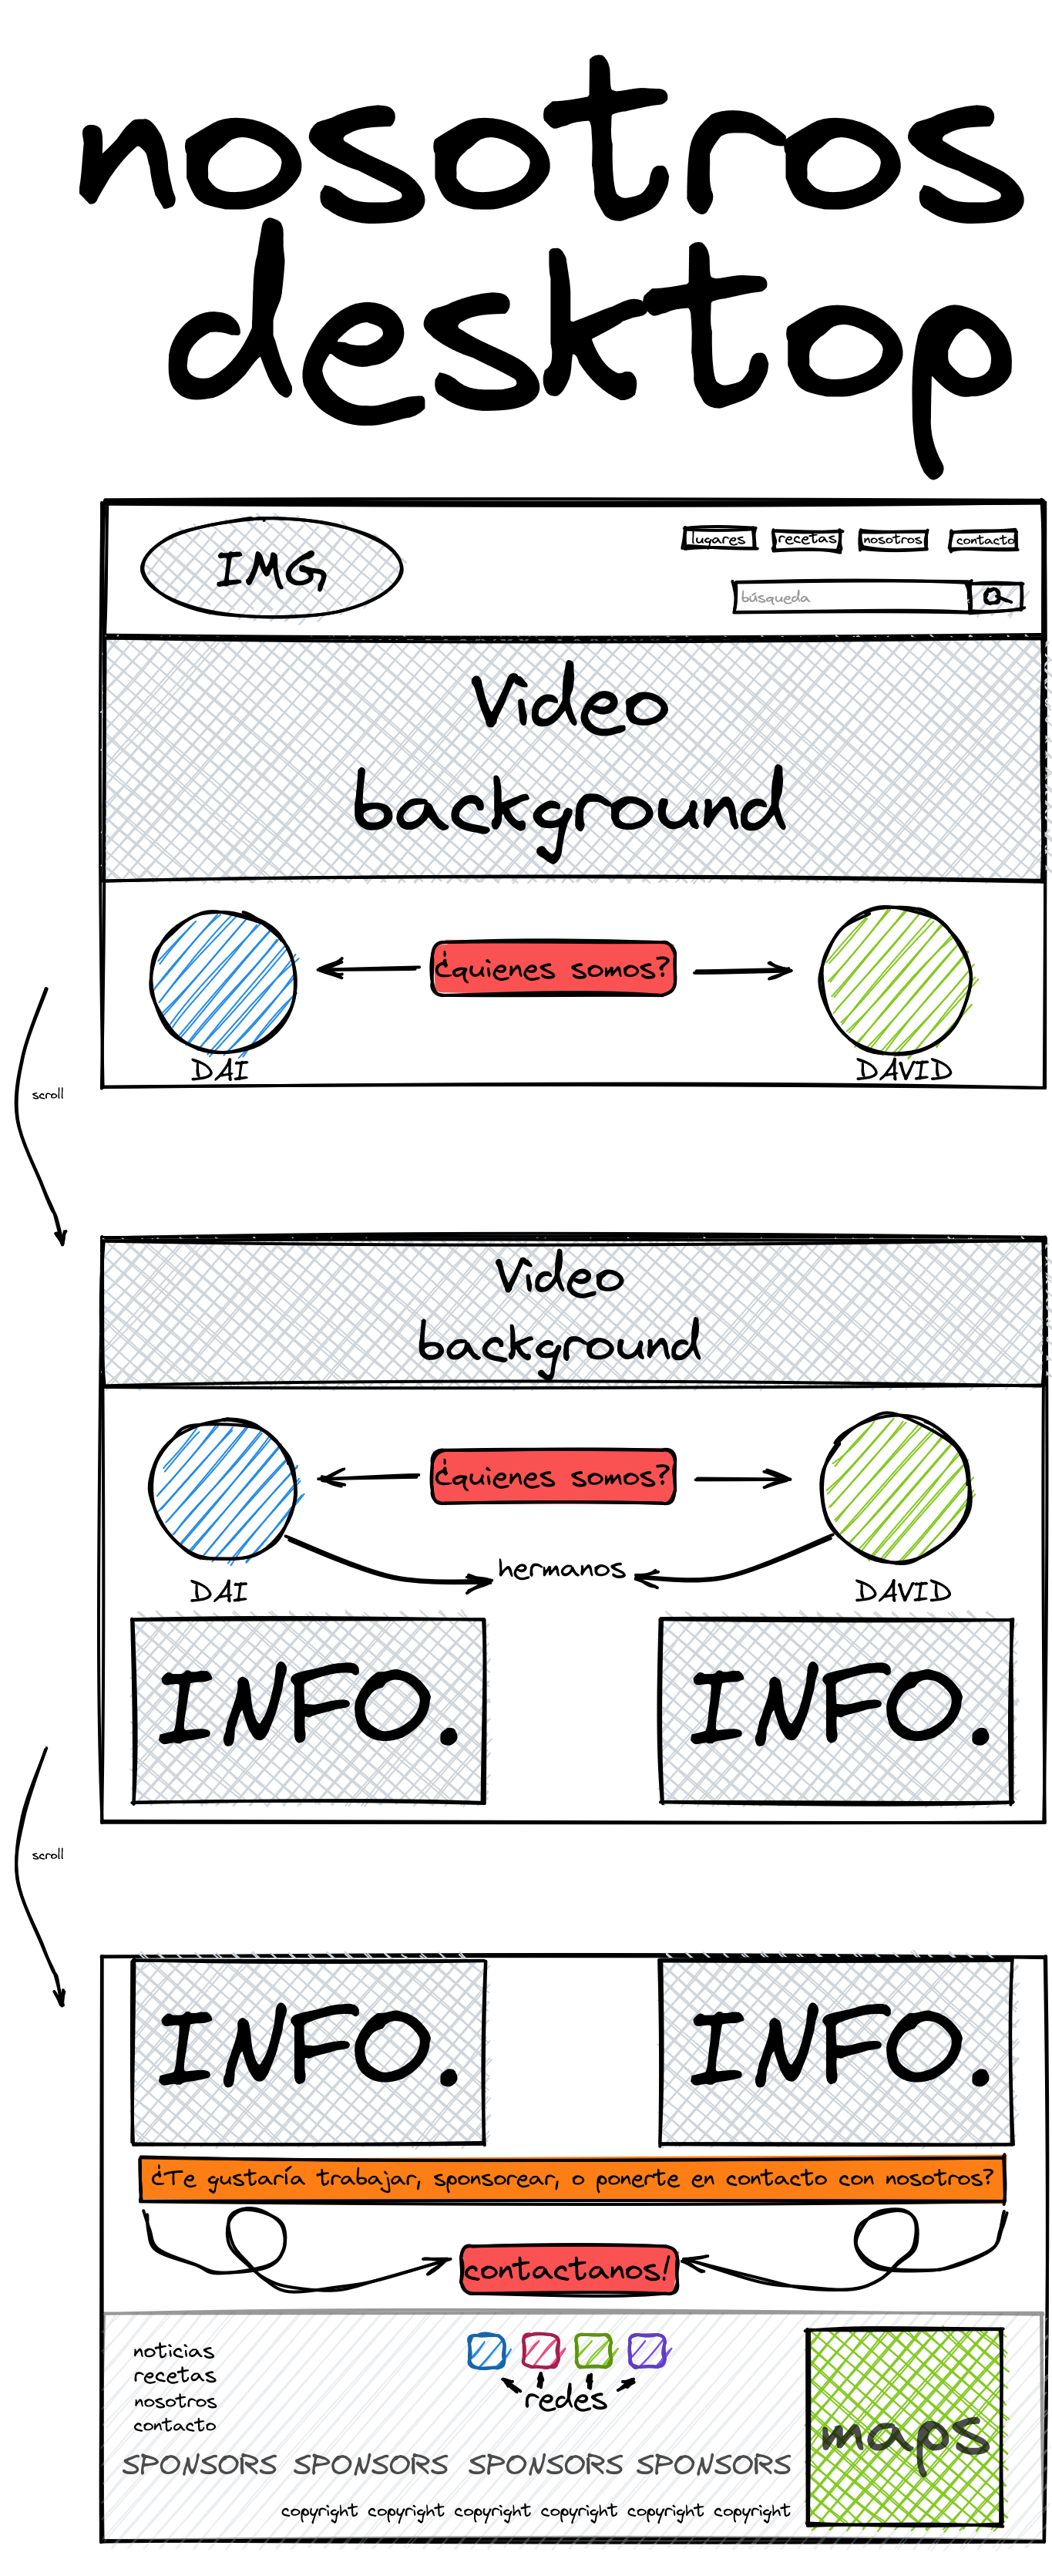 nosotros
desktop
IMG
lugares recetas nosotros contacto
búsqueda
Video
background
¿quienes somos?
DAI DAVID
scroll
Video
background
¿quienes somos?
hermanos
DAI DAVID
INFO. INFO.
scroll
INFO. INFO.
¿Te gustaría trabajar, sponsorear, o ponerte en contacto con nosotros?
contactanos!
noticias
recetas
nosotros
contacto
redes
maps
SPONSORS SPONSORS SPONSORS SPONSORS
copyright copyright copyright copyright copyright copyright